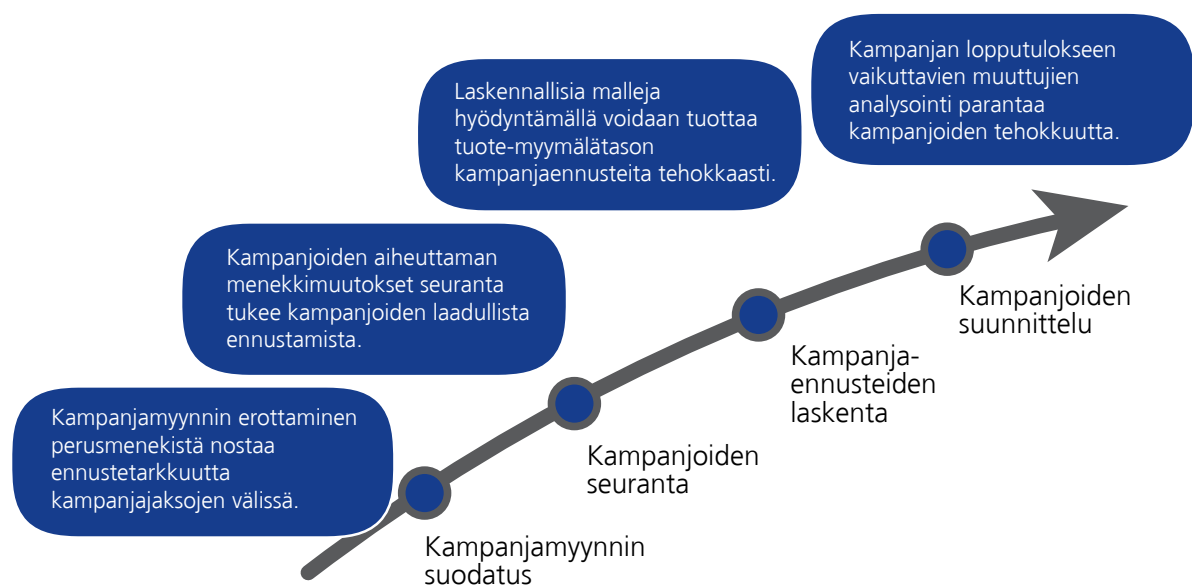 Kampanjan lopputulokseen
vaikuttavien muuttujien
analysointi parantaa
kampanjoiden tehokkuutta.
Laskennallisia malleja
hyödyntämällä voidaan tuottaa
tuote-myymälätason
kampanjaennusteita tehokkaasti.
Kampanjoiden aiheuttaman
menekkimuutokset seuranta
tukee kampanjoiden laadullista
ennustamista.
Kampanjamyynnin erottaminen
perusmenekistä nostaa
ennustetarkkuutta
kampanjajaksojen välissä.
Kampanjamyynnin
suodatus
Kampanjoiden
seuranta
Kampanja-
ennusteiden
laskenta
Kampanjoiden
suunnittelu